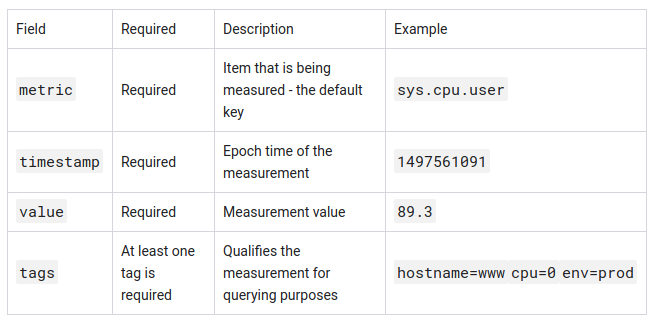 Field Required Description Example
metric Required Item that is being measured - the default key sys.cpu.user
timestamp Required Epoch time of the measurement 1497561091
value Required Measurement value 89.3
tags At least one tag is required Qualifies the measurement for querying purposes hostname=www cpu=0 env=prod